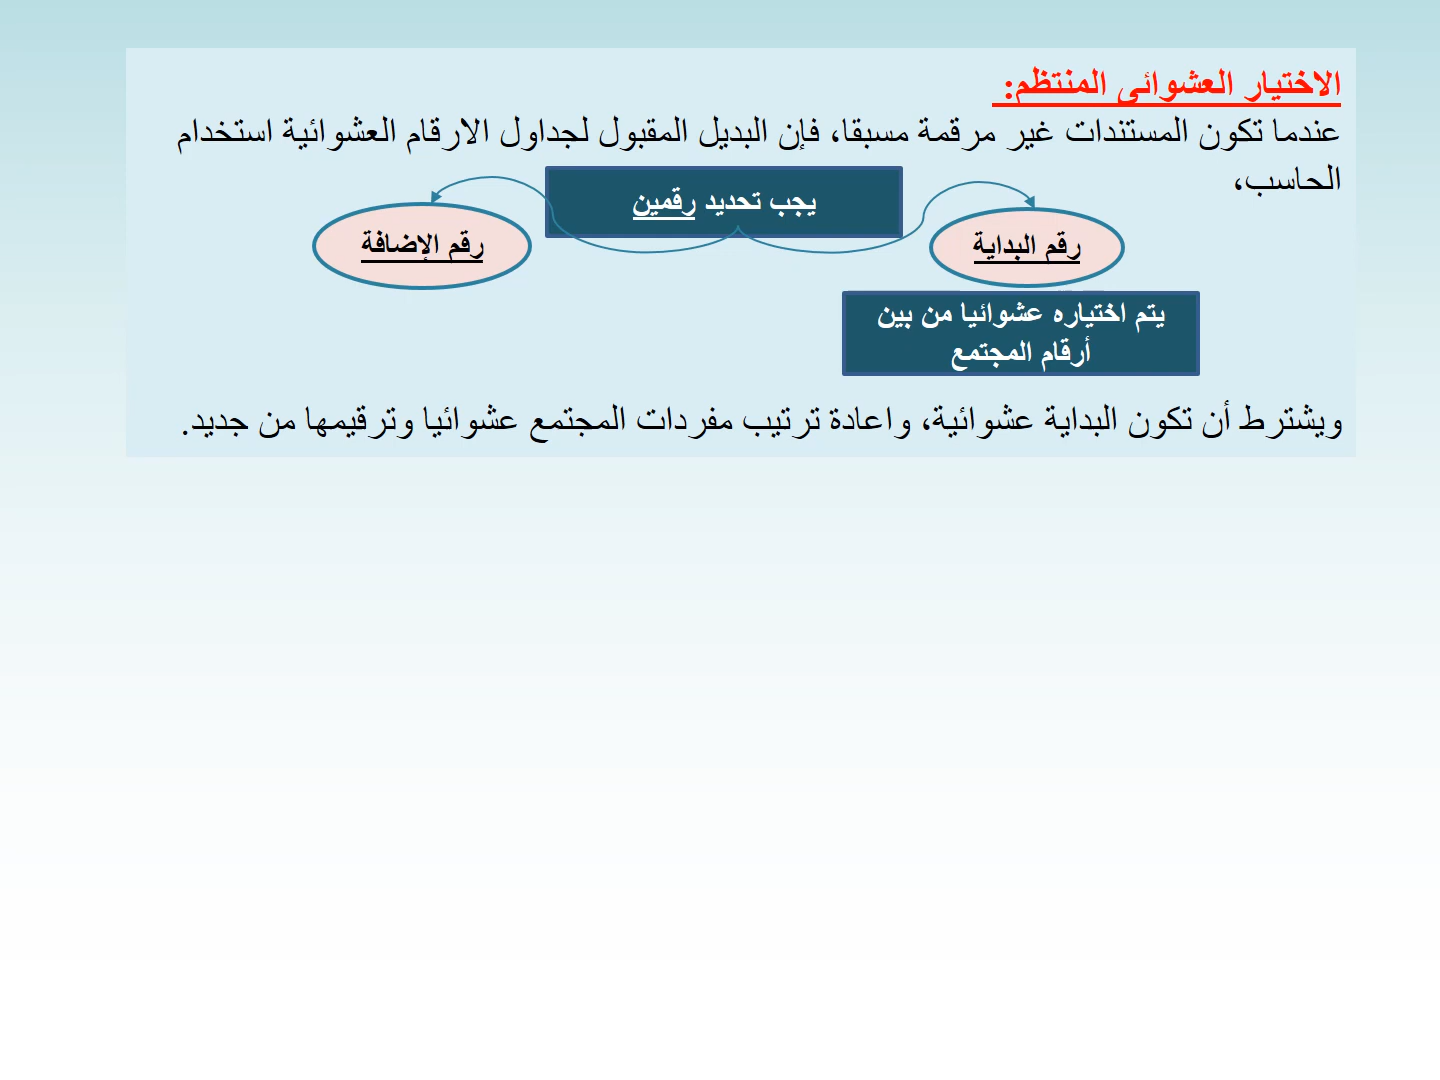 الاختيار العشوائي المنتظم:
عندما تكون المستندات غير مرقمة مسبقا، فإن البديل المقبول لجداول الارقام العشوائية استخدام
الحاسب،
يجب تحديد رقمين
رقم البداية
رقم الإضافة
يتم اختياره عشوائيا من بين
أرقام المجتمع
ويشترط أن تكون البداية عشوائية، واعادة ترتيب مفردات المجتمع عشوائيا وترقيمها من جديد.